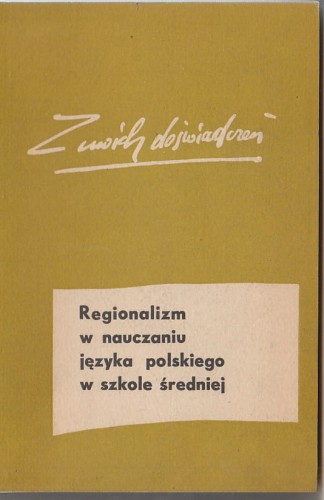 Z moich doświadczeń
Regionalizm
w nauczaniu
języka polskiego
w szkole średniej